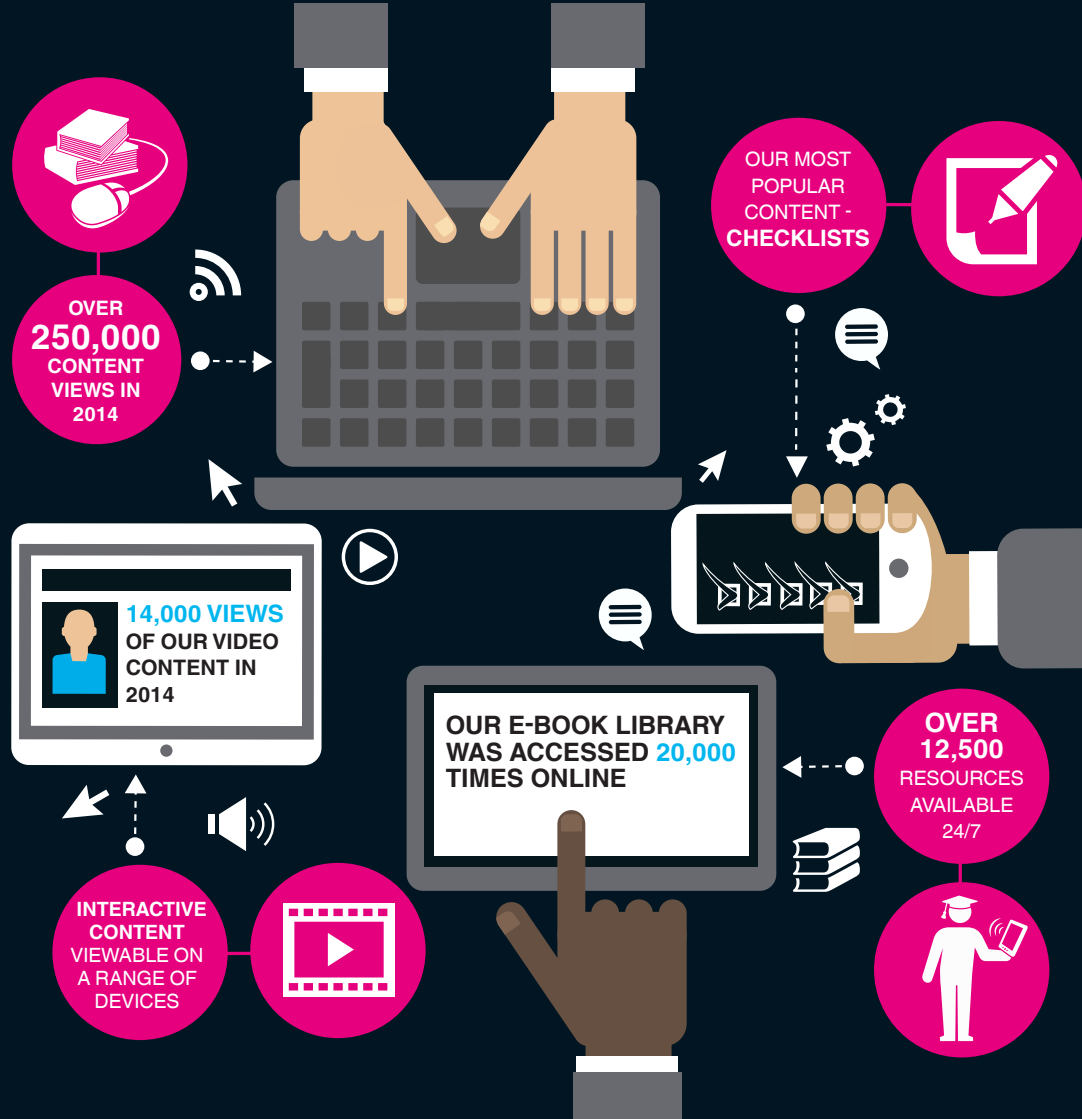 OVER
250,000
CONTENT
VIEWS IN
2014
OUR MOST
POPULAR
CONTENT -
CHECKLISTS
14,000 VIEWS
OF OUR VIDEO
CONTENT IN
2014
OUR E-BOOK LIBRARY
WAS ACCESSED 20,000
TIMES ONLINE
OVER
12,500
RESOURCES
AVAILABLE
24/7
INTERACTIVE
CONTENT
VIEWABLE ON
A RANGE OF
DEVICES